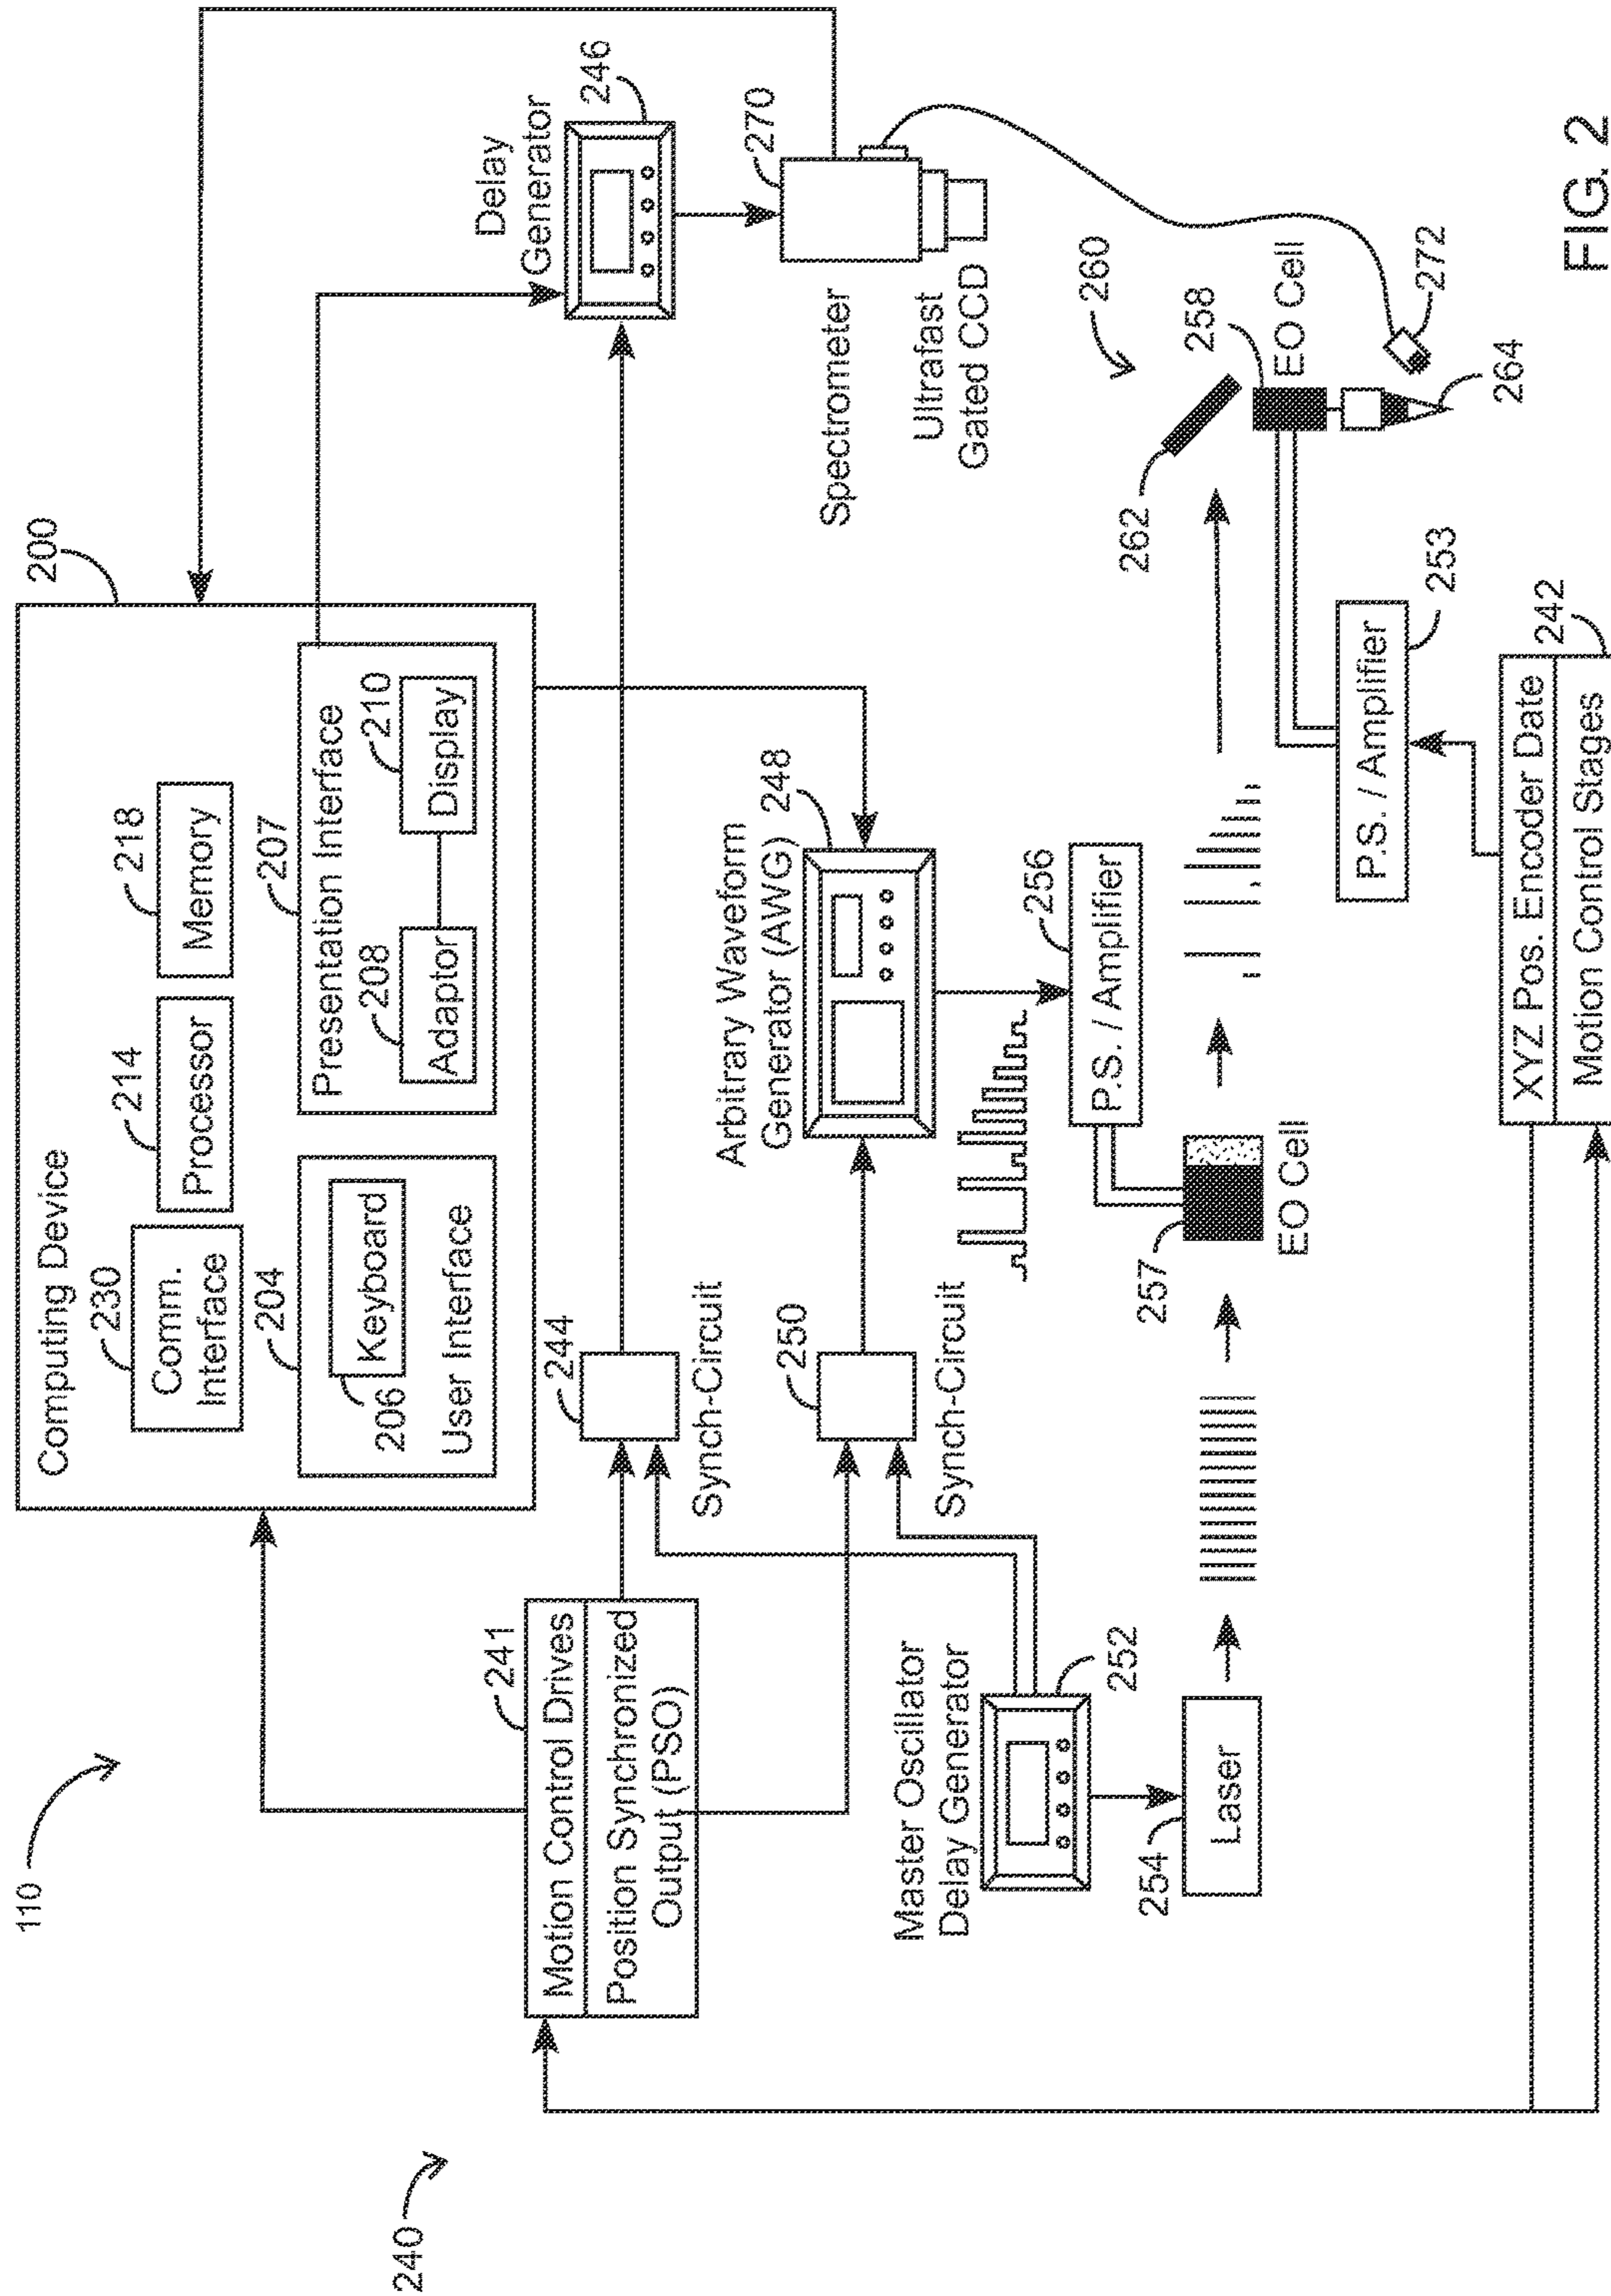 110
240
Computing Device
200
230
Comm.
Interface
214
Processor
218
Memory
204
206
Keyboard
User Interface
207
Presentation Interface
208
Adaptor
210
Display
241
Motion Control Drives
Position Synchronized
Output (PSO)
244
Synch-Circuit
Delay
Generator
246
270
Spectrometer
Ultrafast
Gated CCD
250
Synch-Circuit
Arbitrary Waveform
Generator (AWG)
248
Master Oscillator
Delay Generator
252
254
Laser
256
P.S. / Amplifier
257
EO Cell
260
262
258
EO Cell
272
264
253
P.S. / Amplifier
242
XYZ Pos. Encoder Date
Motion Control Stages
FIG. 2